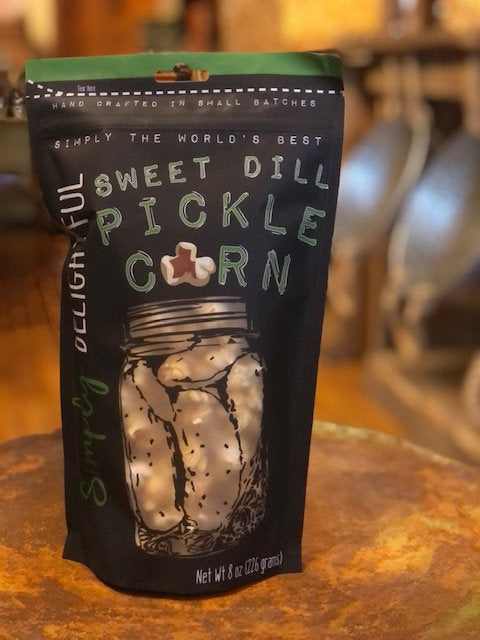 Tear Here
HAND CRAFTED IN SMALL BATCHES
SIMPLY THE WORLD'S BEST
SWEET DILL
PICKLE
CORN
Simply DELIGHTFUL
Net Wt 8 oz (226 grams)